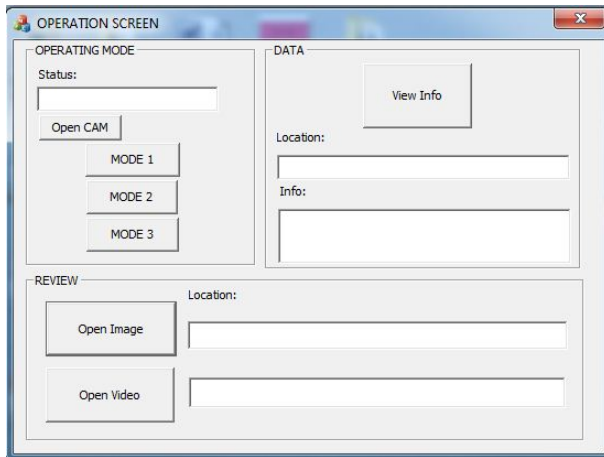 OPERATION SCREEN
OPERATING MODE
Status:
Open CAM
MODE 1
MODE 2
MODE 3
DATA
View Info
Location:
Info:
REVIEW
Location:
Open Image
Open Video